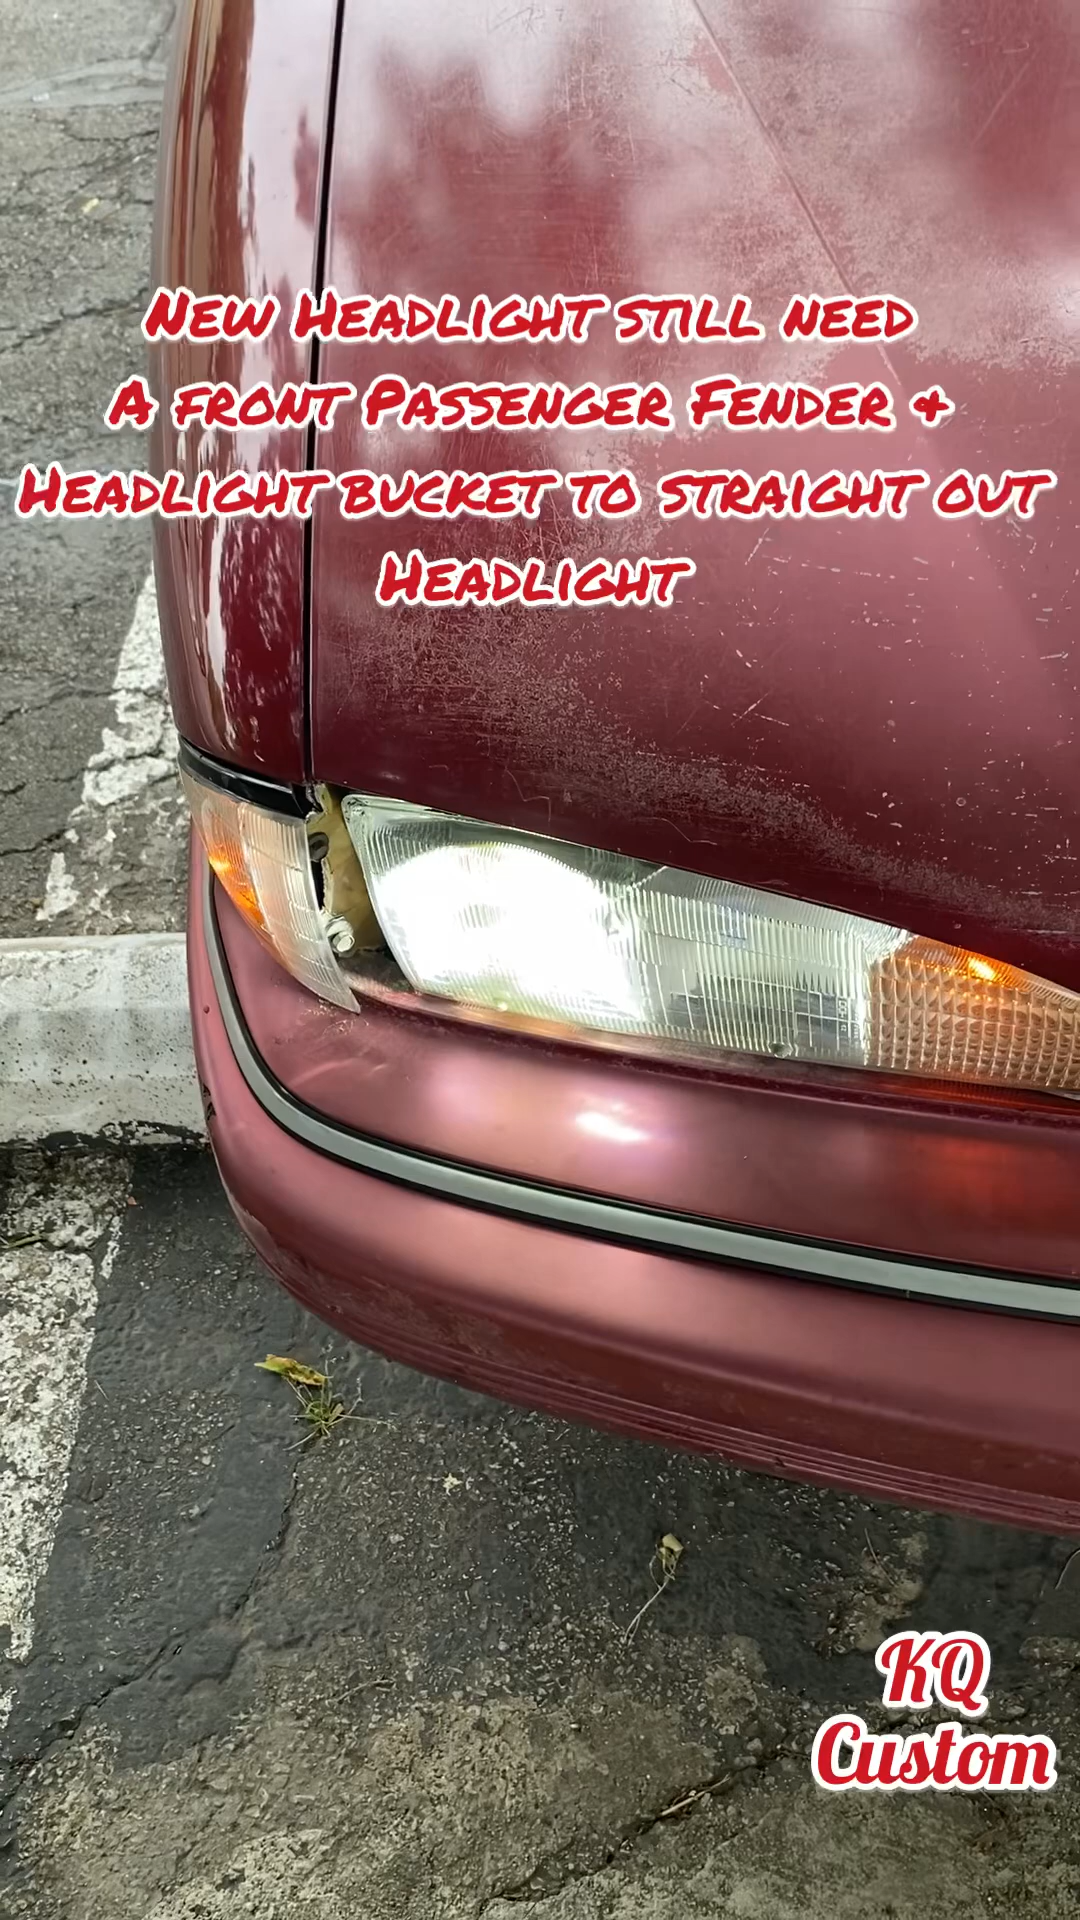 New Headlight still need
A front Passenger Fender &
Headlight bucket to straight out
Headlight
KQ
Custom